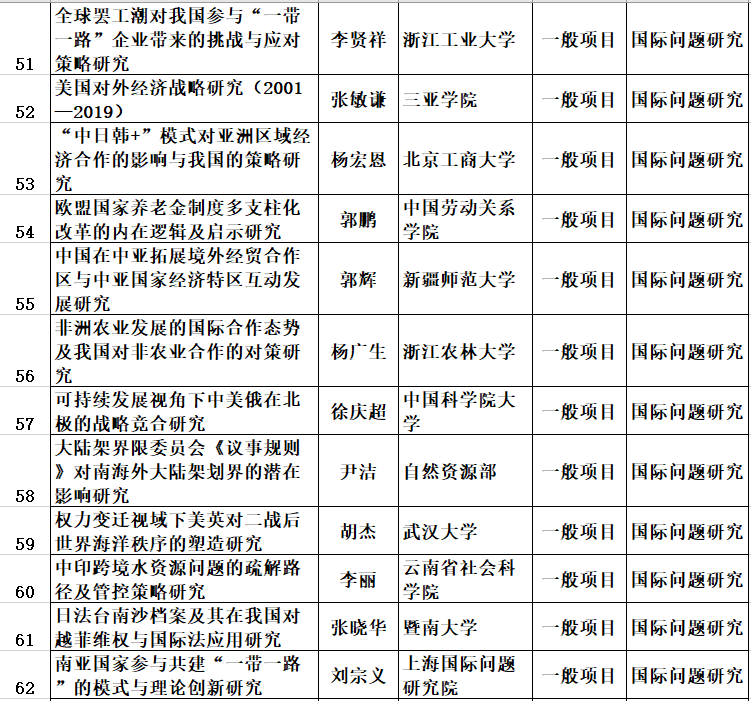 全球罢工潮对我国参与“一带
一路”企业带来的挑战与应对
策略研究
51
李贤祥
浙江工业大学
一般项目
国际问题研究
美国对外经济战略研究（2001
—2019）
52
张敏谦
三亚学院
一般项目
国际问题研究
“中日韩+”模式对亚洲区域经
济合作的影响与我国的策略研
究
53
杨宏恩
北京工商大学
一般项目
国际问题研究
欧盟国家养老金制度多支柱化
改革的内在逻辑及启示研究
54
郭鹏
中国劳动关系
学院
一般项目
国际问题研究
中国在中亚拓展境外经贸合作
区与中亚国家经济特区互动发
展研究
55
郭辉
新疆师范大学
一般项目
国际问题研究
非洲农业发展的国际合作态势
及我国对非农业合作的对策研
究
56
杨广生
浙江农林大学
一般项目
国际问题研究
可持续发展视角下中美俄在北
极的战略竞合研究
57
徐庆超
中国科学院大
学
一般项目
国际问题研究
大陆架界限委员会《议事规则
》对南海外大陆架划界的潜在
影响研究
58
尹洁
自然资源部
一般项目
国际问题研究
权力变迁视域下美英对二战后
世界海洋秩序的塑造研究
59
胡杰
武汉大学
一般项目
国际问题研究
中印跨境水资源问题的疏解路
径及管控策略研究
60
李丽
云南省社会科
学院
一般项目
国际问题研究
日法台南沙档案及其在我国对
越菲维权与国际法应用研究
61
张晓华
暨南大学
一般项目
国际问题研究
南亚国家参与共建“一带一路
”的模式与理论创新研究
62
刘宗义
上海国际问题
研究院
一般项目
国际问题研究